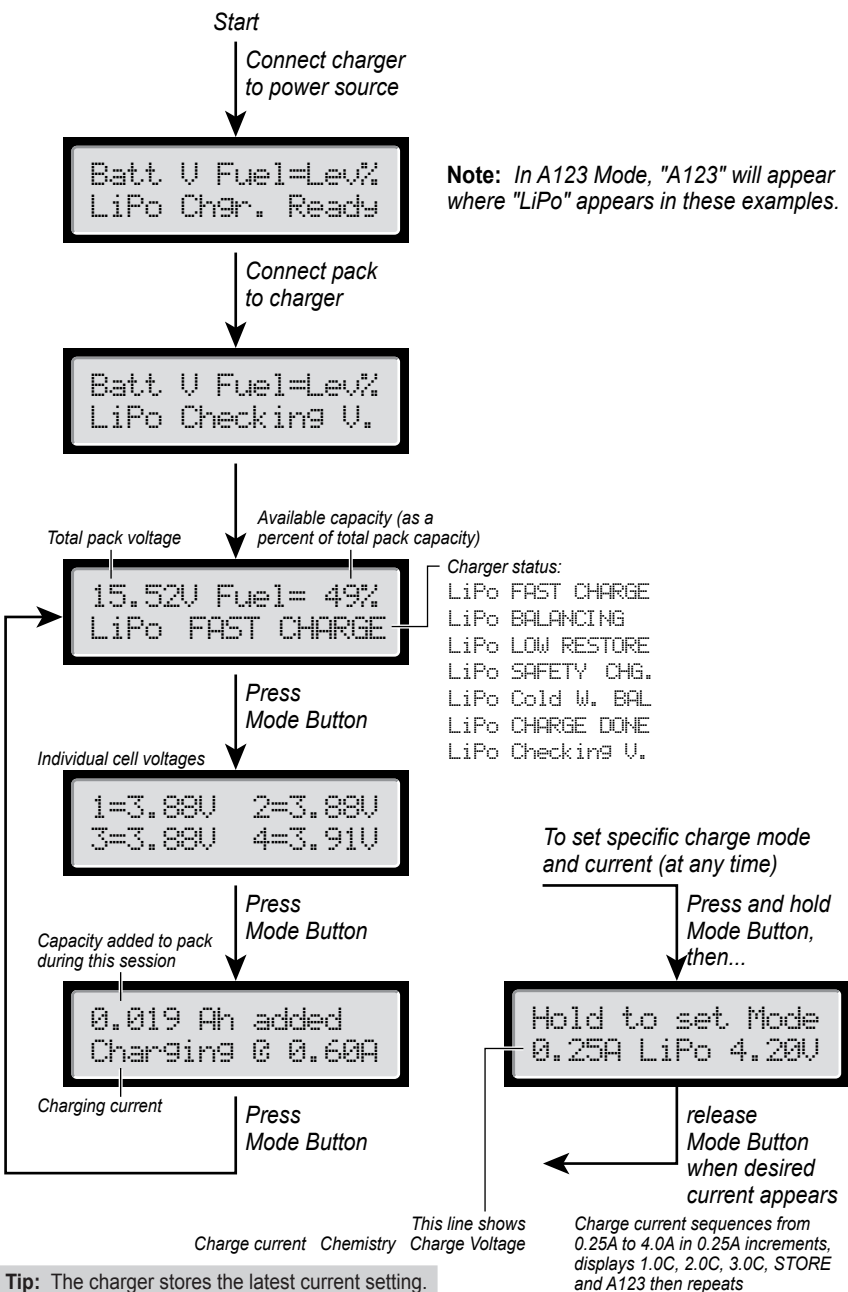 Start
Connect charger
to power source
Batt V Fuel=Lev%
LiPo Chgr. Ready
Note: In A123 Mode, "A123" will appear
where "LiPo" appears in these examples.
Connect pack
to charger
Batt V Fuel=Lev%
LiPo Checking V.
Total pack voltage
Available capacity (as a
percent of total pack capacity)
15.52V Fuel= 49%
LiPo FAST CHARGE
Charger status:
LiPo FAST CHARGE
LiPo BALANCING
LiPo LOW RESTORE
LiPo SAFETY CHG.
LiPo Cold W. BAL
LiPo CHARGE DONE
LiPo Checking V.
Press
Mode Button
Individual cell voltages
1=3.88V 2=3.88V
3=3.88V 4=3.91V
Press
Mode Button
Capacity added to pack
during this session
0.019 Ah added
Charging @ 0.60A
Charging current
Press
Mode Button
To set specific charge mode
and current (at any time)
Press and hold
Mode Button,
then...
Hold to set Mode
0.25A LiPo 4.20V
release
Mode Button
when desired
current appears
This line shows
Charge current Chemistry Charge Voltage
Charge current sequences from
0.25A to 4.0A in 0.25A increments,
displays 1.0C, 2.0C, 3.0C, STORE
and A123 then repeats
Tip: The charger stores the latest current setting.